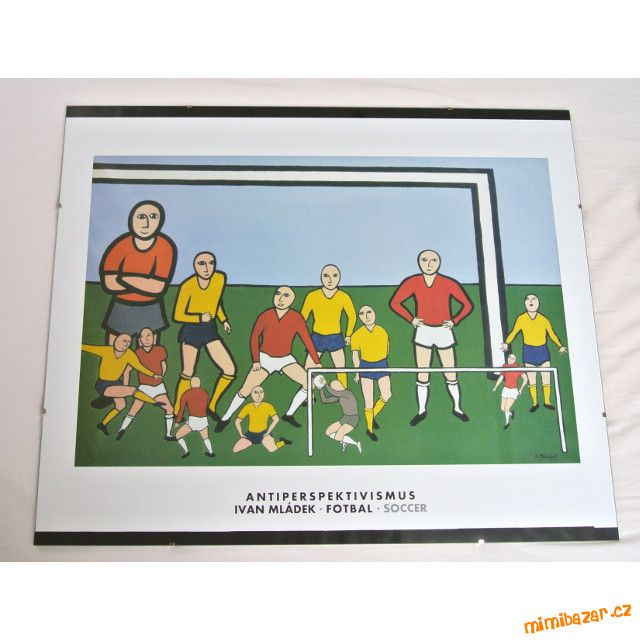 ANTIPERSPEKTIVISMUS
IVAN MLÁDEK · FOTBAL · SOCCER
mimibazar.cz